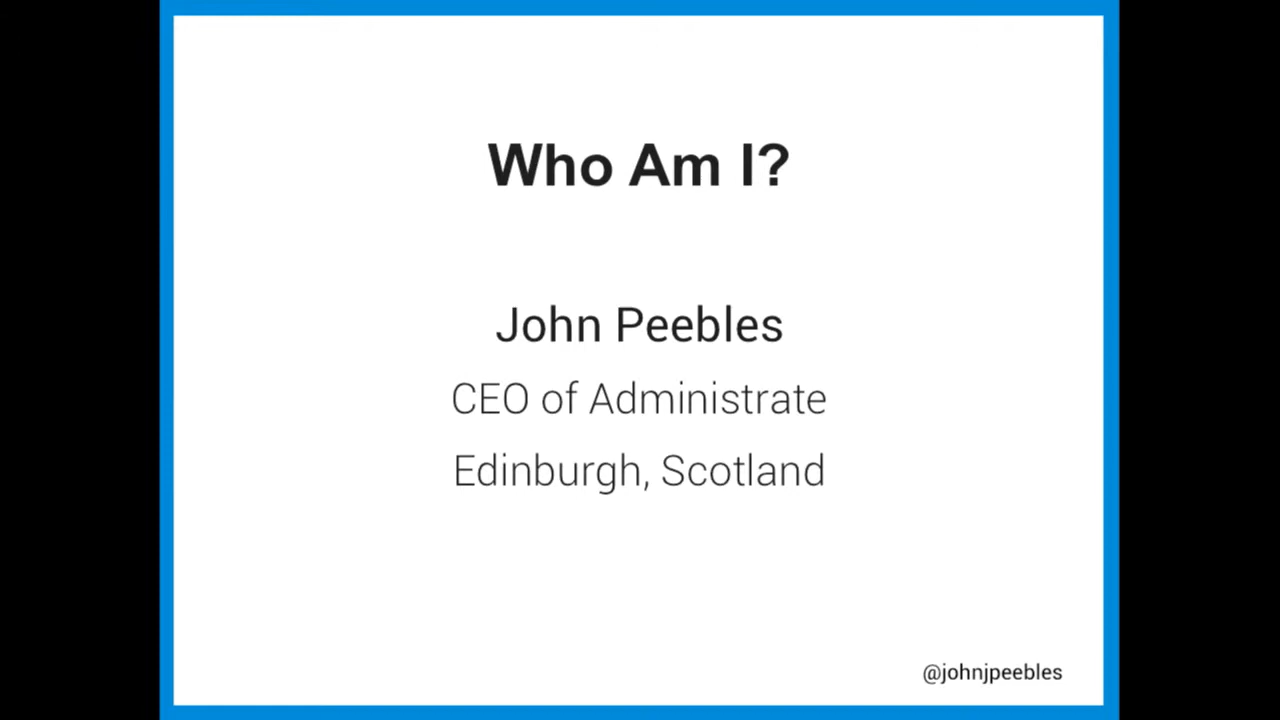 Who Am I?
John Peebles
CEO of Administrate
Edinburgh, Scotland
@johnjpeebles